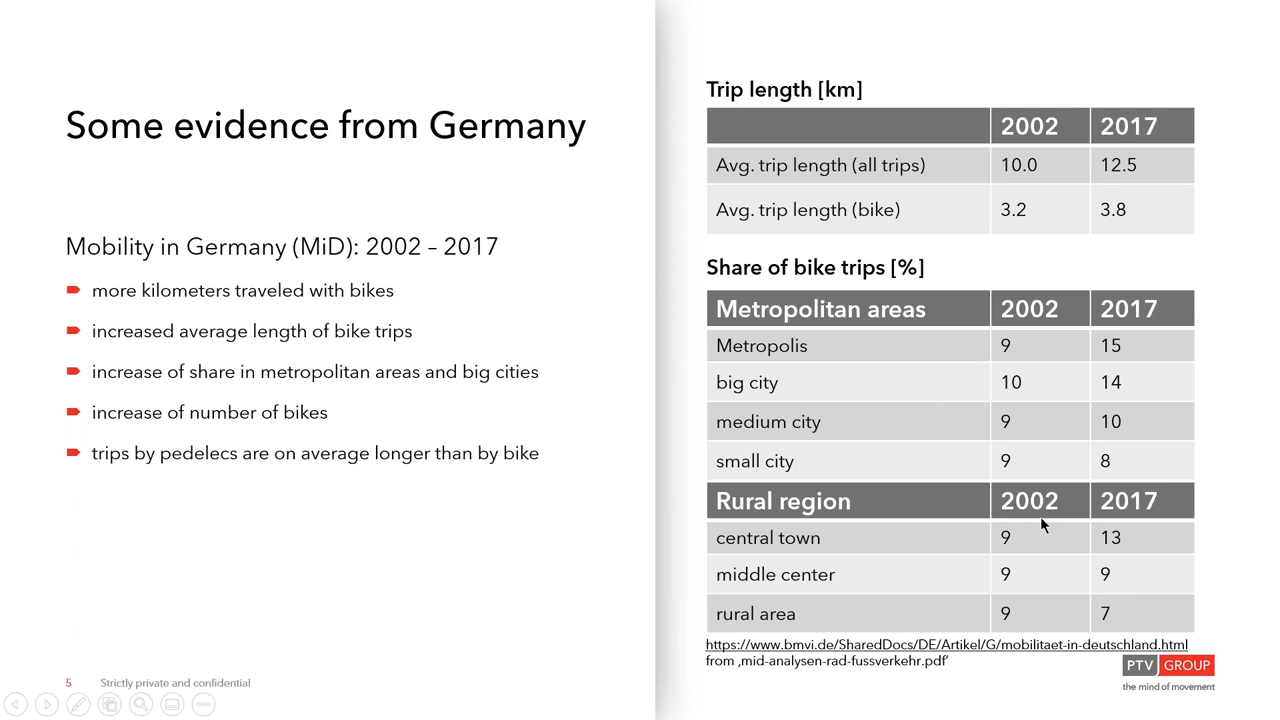 Some evidence from Germany
Mobility in Germany (MiD): 2002 – 2017
more kilometers traveled with bikes
increased average length of bike trips
increase of share in metropolitan areas and big cities
increase of number of bikes
trips by pedelecs are on average longer than by bike
Trip length [km]
2002 2017
Avg. trip length (all trips) 10.0 12.5
Avg. trip length (bike) 3.2 3.8
Share of bike trips [%]
Metropolitan areas 2002 2017
Metropolis 9 15
big city 10 14
medium city 9 10
small city 9 8
Rural region 2002 2017
central town 9 13
middle center 9 9
rural area 9 7
https://www.bmvi.de/SharedDocs/DE/Artikel/G/mobilitaet-in-deutschland.html
from ‚mid-analysen-rad-fussverkehr.pdf‘
PTV GROUP
the mind of movement
5 Strictly private and confidential